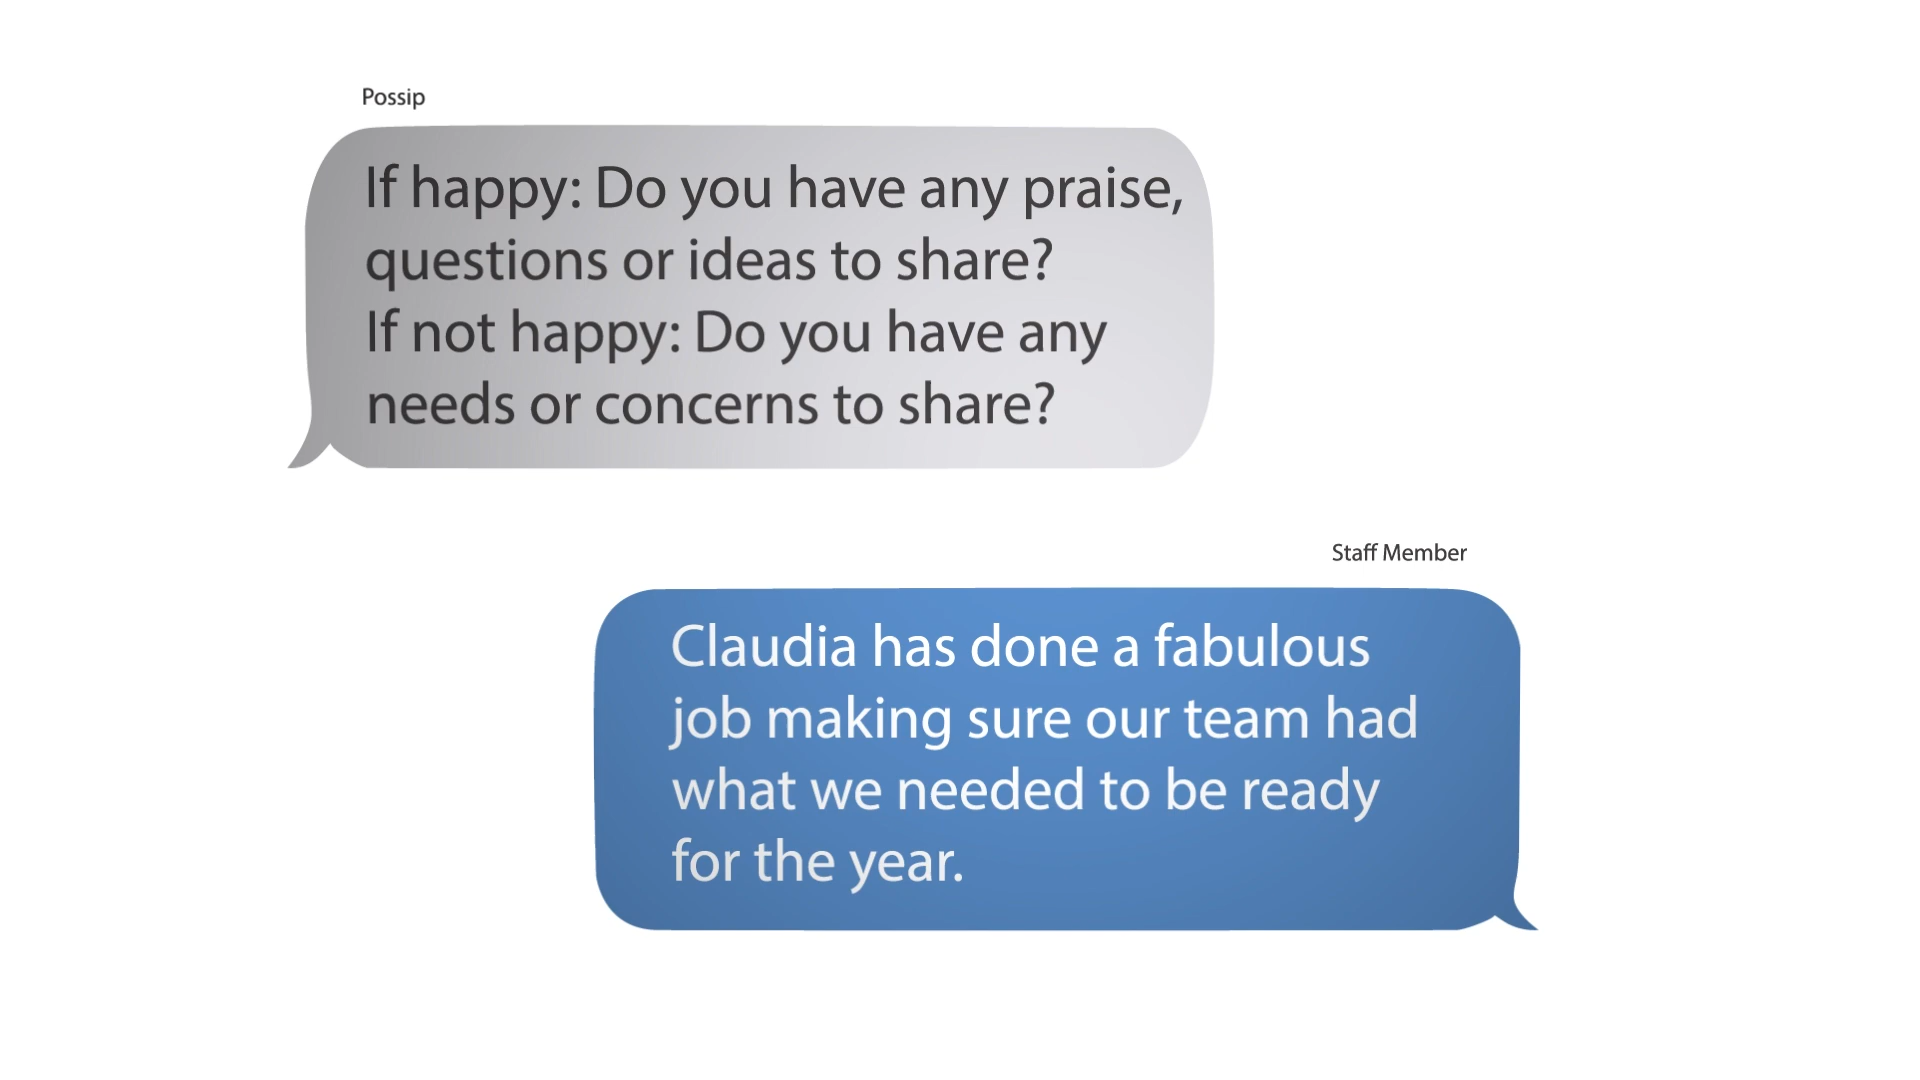 Possip
If happy: Do you have any praise,
questions or ideas to share?
If not happy: Do you have any
needs or concerns to share?
Staff Member
Claudia has done a fabulous
job making sure our team had
what we needed to be ready
for the year.